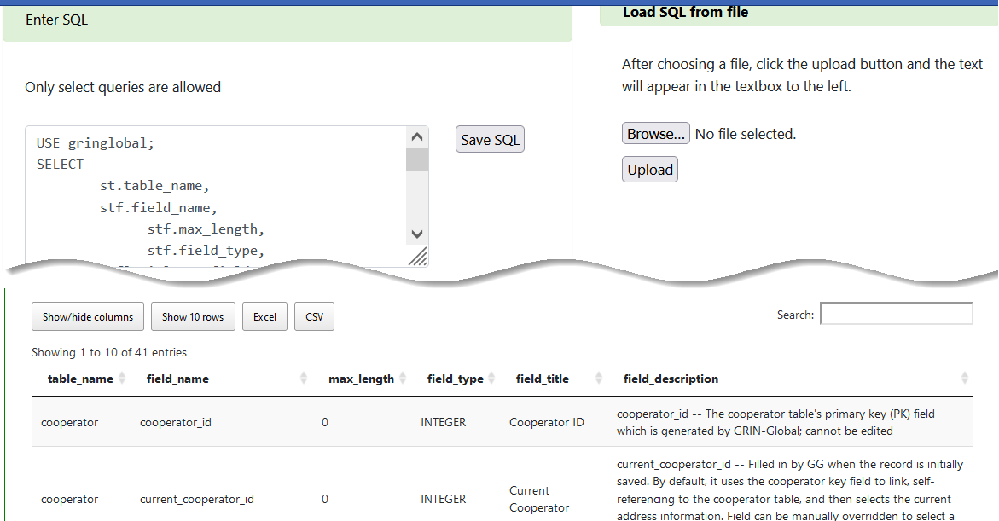 Enter SQL
Load SQL from file
Only select queries are allowed
After choosing a file, click the upload button and the text
will appear in the textbox to the left.
USE gringlobal;
SELECT
st.table_name,
stf.field_name,
stf.max_length,
stf.field_type,
Save SQL
Browse... No file selected.
Upload
Show/hide columns Show 10 rows Excel CSV Search:
Showing 1 to 10 of 41 entries
table_name field_name max_length field_type field_title field_description
cooperator cooperator_id 0 INTEGER Cooperator ID
cooperator_id -- The cooperator table's primary key (PK) field
which is generated by GRIN-Global; cannot be edited
cooperator current_cooperator_id 0 INTEGER
Current
Cooperator
current_cooperator_id -- Filled in by GG when the record is initially
saved. By default, it uses the cooperator key field to link, self-
referencing to the cooperator table, and then selects the current
address information. Field can be manually overridden to select a